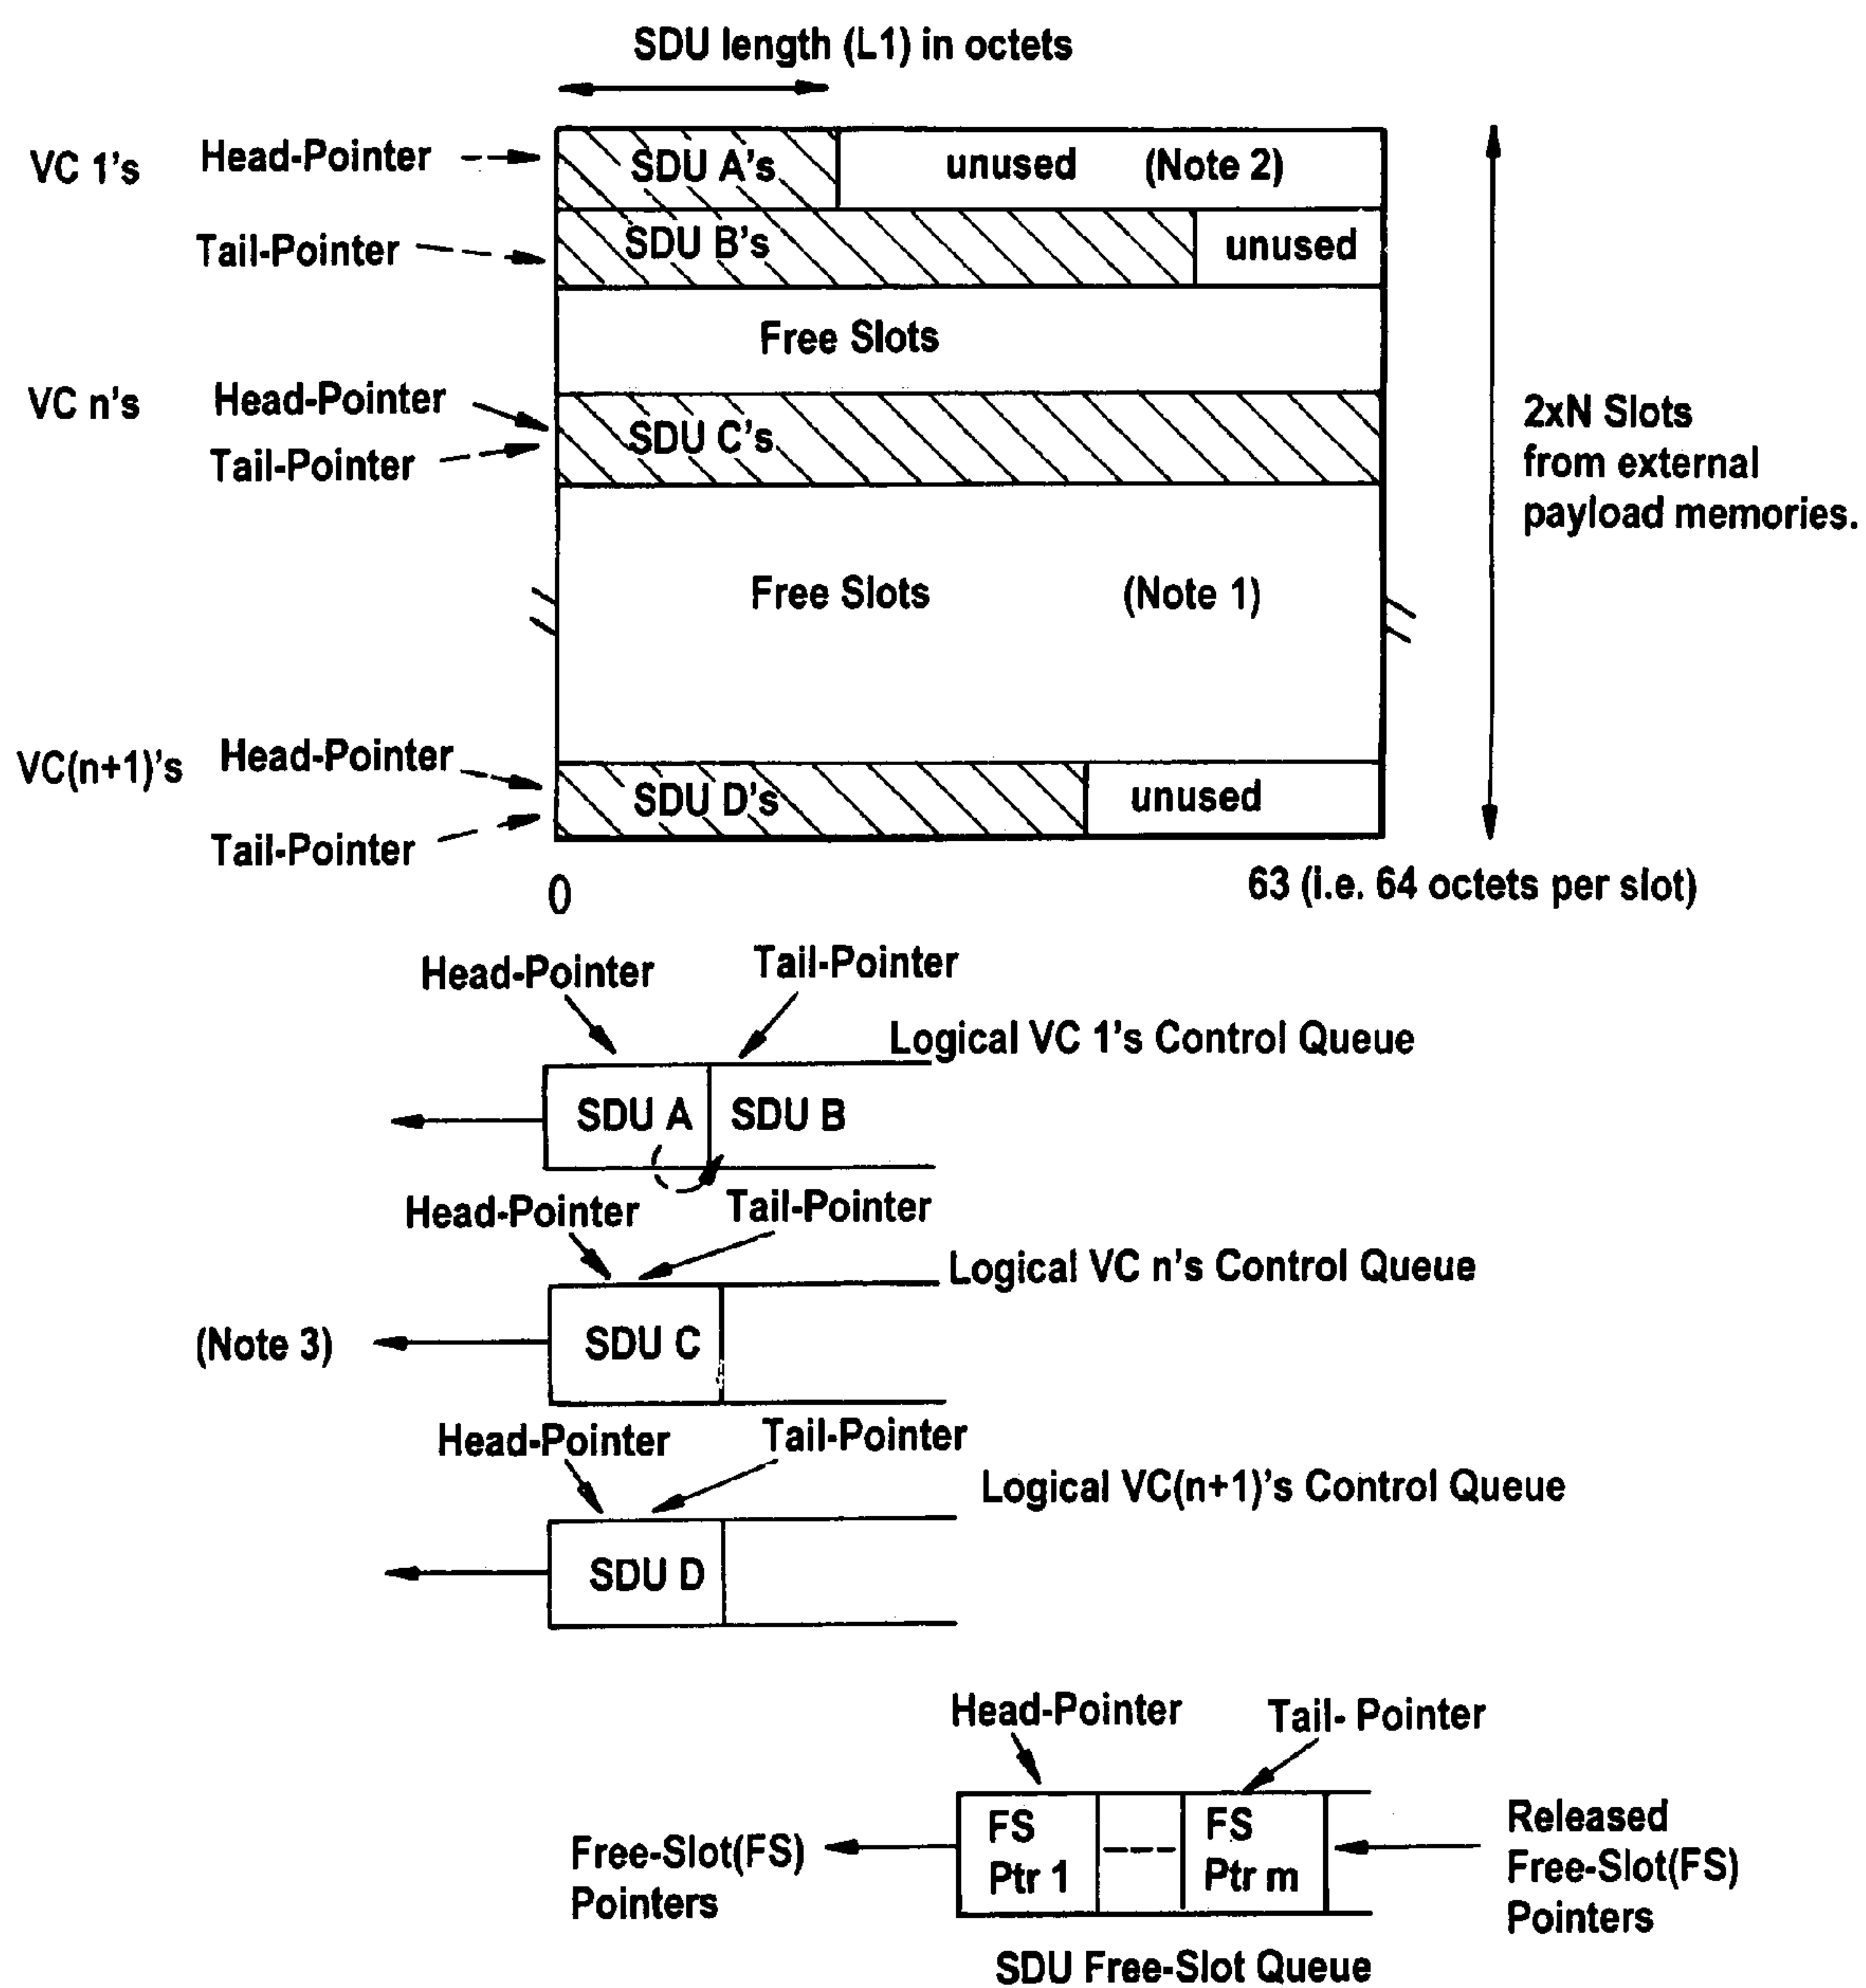 SDU length (L1) in octets
VC 1's Head-Pointer SDU A's unused (Note 2)
Tail-Pointer SDU B's unused
Free Slots
VC n's Head-Pointer
Tail-Pointer SDU C's
2xN Slots
from external
payload memories.
Free Slots (Note 1)
VC(n+1)'s Head-Pointer
SDU D's unused
Tail-Pointer
0 63 (i.e. 64 octets per slot)
Head-Pointer Tail-Pointer
Logical VC 1's Control Queue
SDU A SDU B
Head-Pointer Tail-Pointer
Logical VC n's Control Queue
(Note 3) SDU C
Head-Pointer Tail-Pointer
Logical VC(n+1)'s Control Queue
SDU D
Head-Pointer Tail- Pointer
Free-Slot(FS)
Pointers
FS
Ptr 1
FS
Ptr m
Released
Free-Slot(FS)
Pointers
SDU Free-Slot Queue